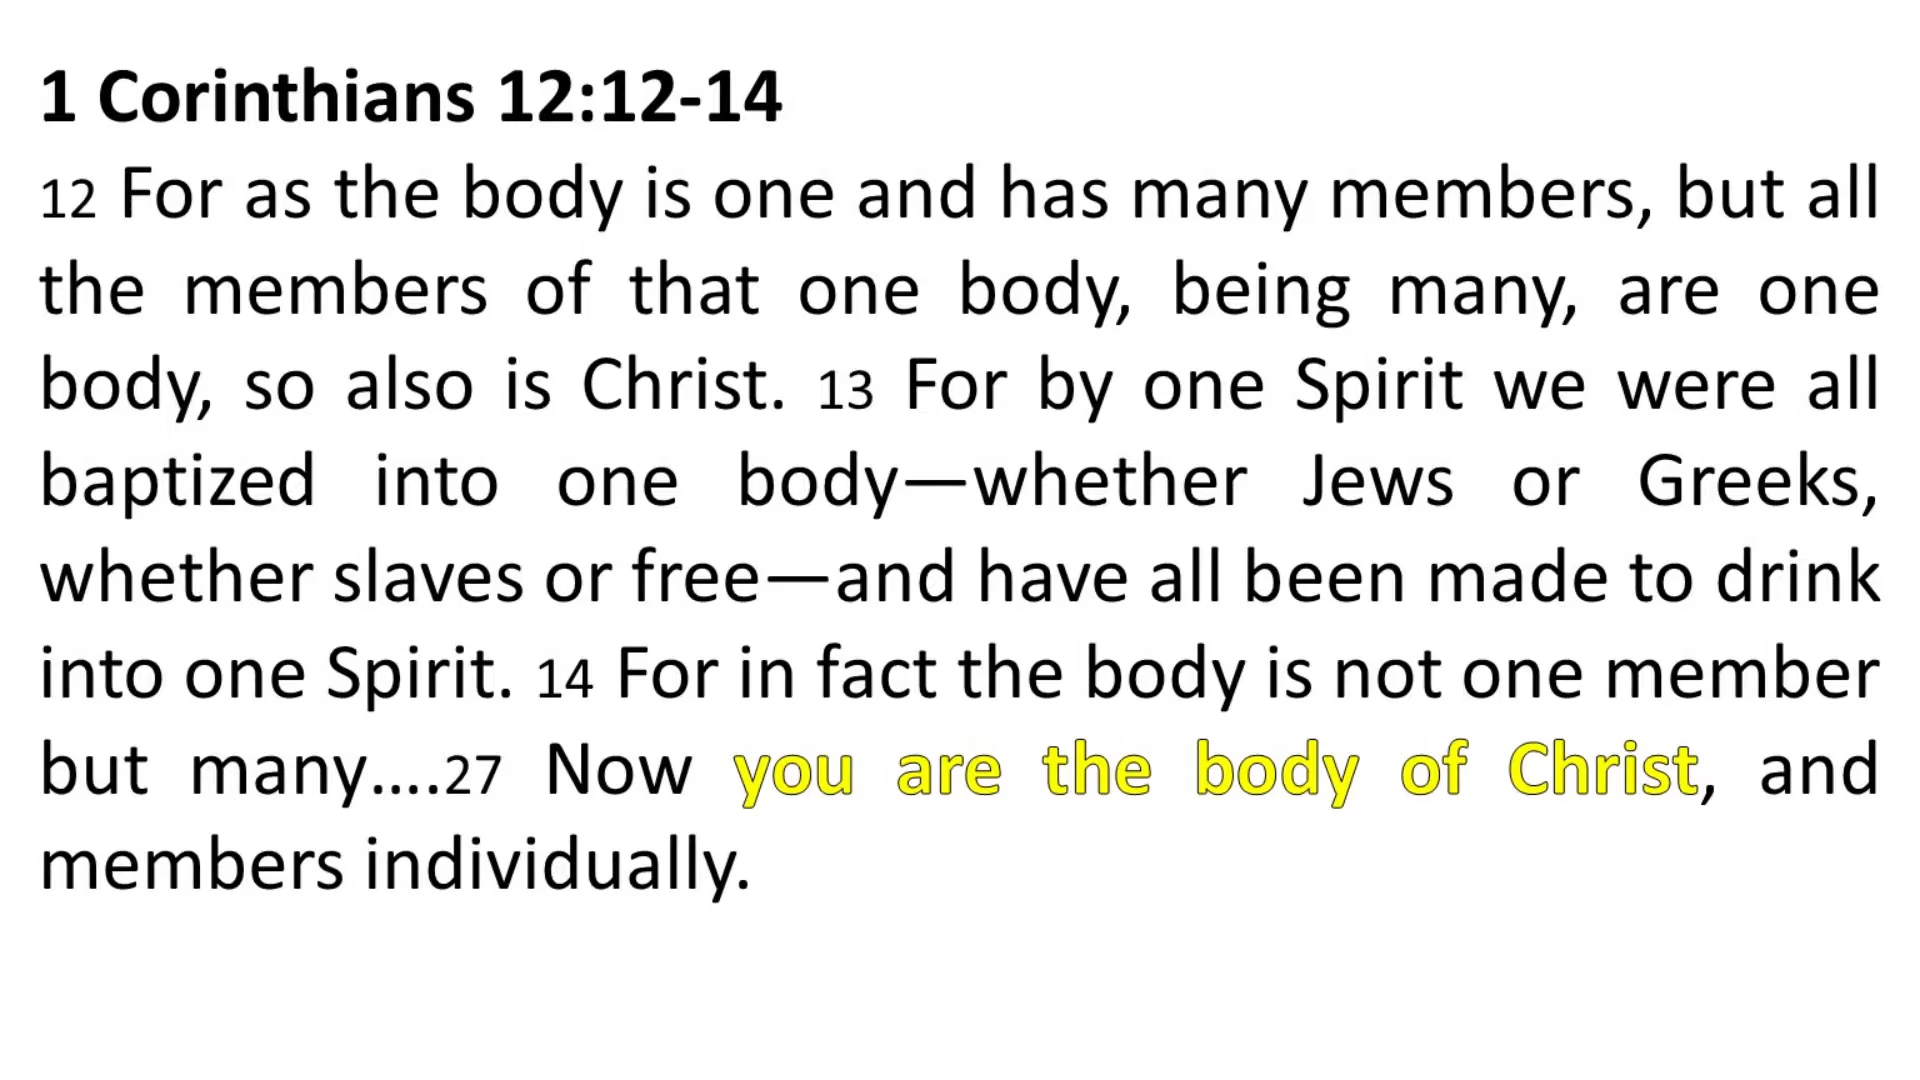 1 Corinthians 12:12-14
12 For as the body is one and has many members, but all
the members of that one body, being many, are one
body, so also is Christ. 13 For by one Spirit we were all
baptized into one body—whether Jews or Greeks,
whether slaves or free—and have all been made to drink
into one Spirit. 14 For in fact the body is not one member
but many….27 Now you are the body of Christ, and
members individually.